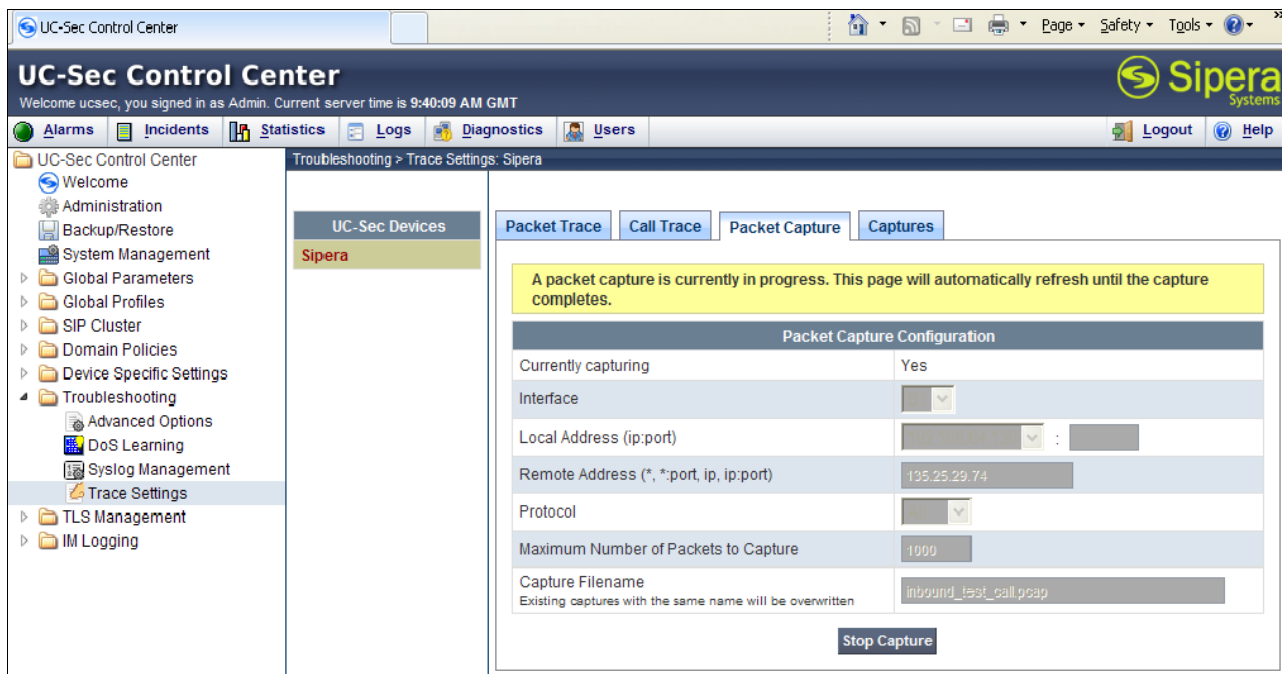 UC-Sec Control Center
Page
Safety
Tools
UC-Sec Control Center
Welcome ucsec, you signed in as Admin. Current server time is 9:40:09 AM GMT
Sipera
Systems
Alarms Incidents Statistics Logs Diagnostics Users Logout Help
UC-Sec Control Center
Welcome
Administration
Backup/Restore
System Management
Global Parameters
Global Profiles
SIP Cluster
Domain Policies
Device Specific Settings
Troubleshooting
Advanced Options
DoS Learning
Syslog Management
Trace Settings
TLS Management
IM Logging
Troubleshooting > Trace Settings: Sipera
UC-Sec Devices
Sipera
Packet Trace Call Trace Packet Capture Captures
A packet capture is currently in progress. This page will automatically refresh until the capture
completes.
Packet Capture Configuration
Currently capturing Yes
Interface
Local Address (ip:port) :
Remote Address (*, *:port, ip, ip:port) 135.25.29.74
Protocol
Maximum Number of Packets to Capture 1000
Capture Filename
Existing captures with the same name will be overwritten
inbound_test_call.pcap
Stop Capture